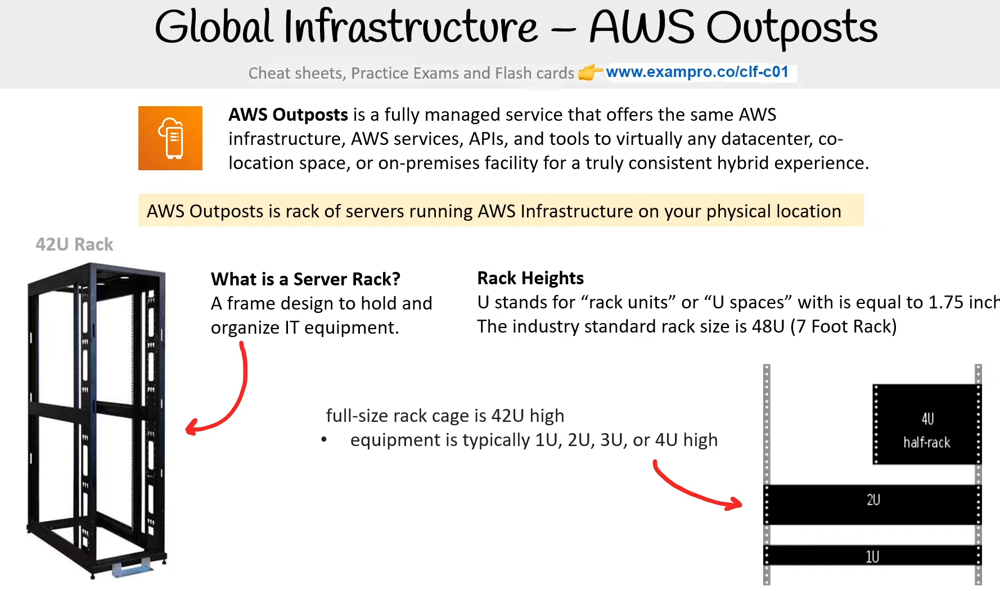 Global Infrastructure – AWS Outposts
Cheat sheets, Practice Exams and Flash cards 👉 www.exampro.co/clf-c01
AWS Outposts is a fully managed service that offers the same AWS
infrastructure, AWS services, APIs, and tools to virtually any datacenter, co-
location space, or on-premises facility for a truly consistent hybrid experience.
AWS Outposts is rack of servers running AWS Infrastructure on your physical location
42U Rack
What is a Server Rack?
A frame design to hold and
organize IT equipment.
Rack Heights
U stands for “rack units” or “U spaces” with is equal to 1.75 inch
The industry standard rack size is 48U (7 Foot Rack)
full-size rack cage is 42U high
• equipment is typically 1U, 2U, 3U, or 4U high
4U
half-rack
2U
1U